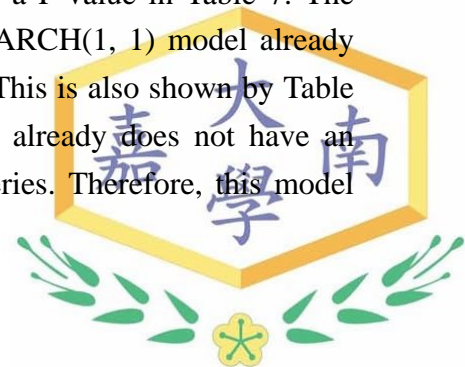 a P value in Table 7. The
ARCH(1, 1) model already
This is also shown by Table
already does not have an
eries. Therefore, this model
大
嘉 南
學